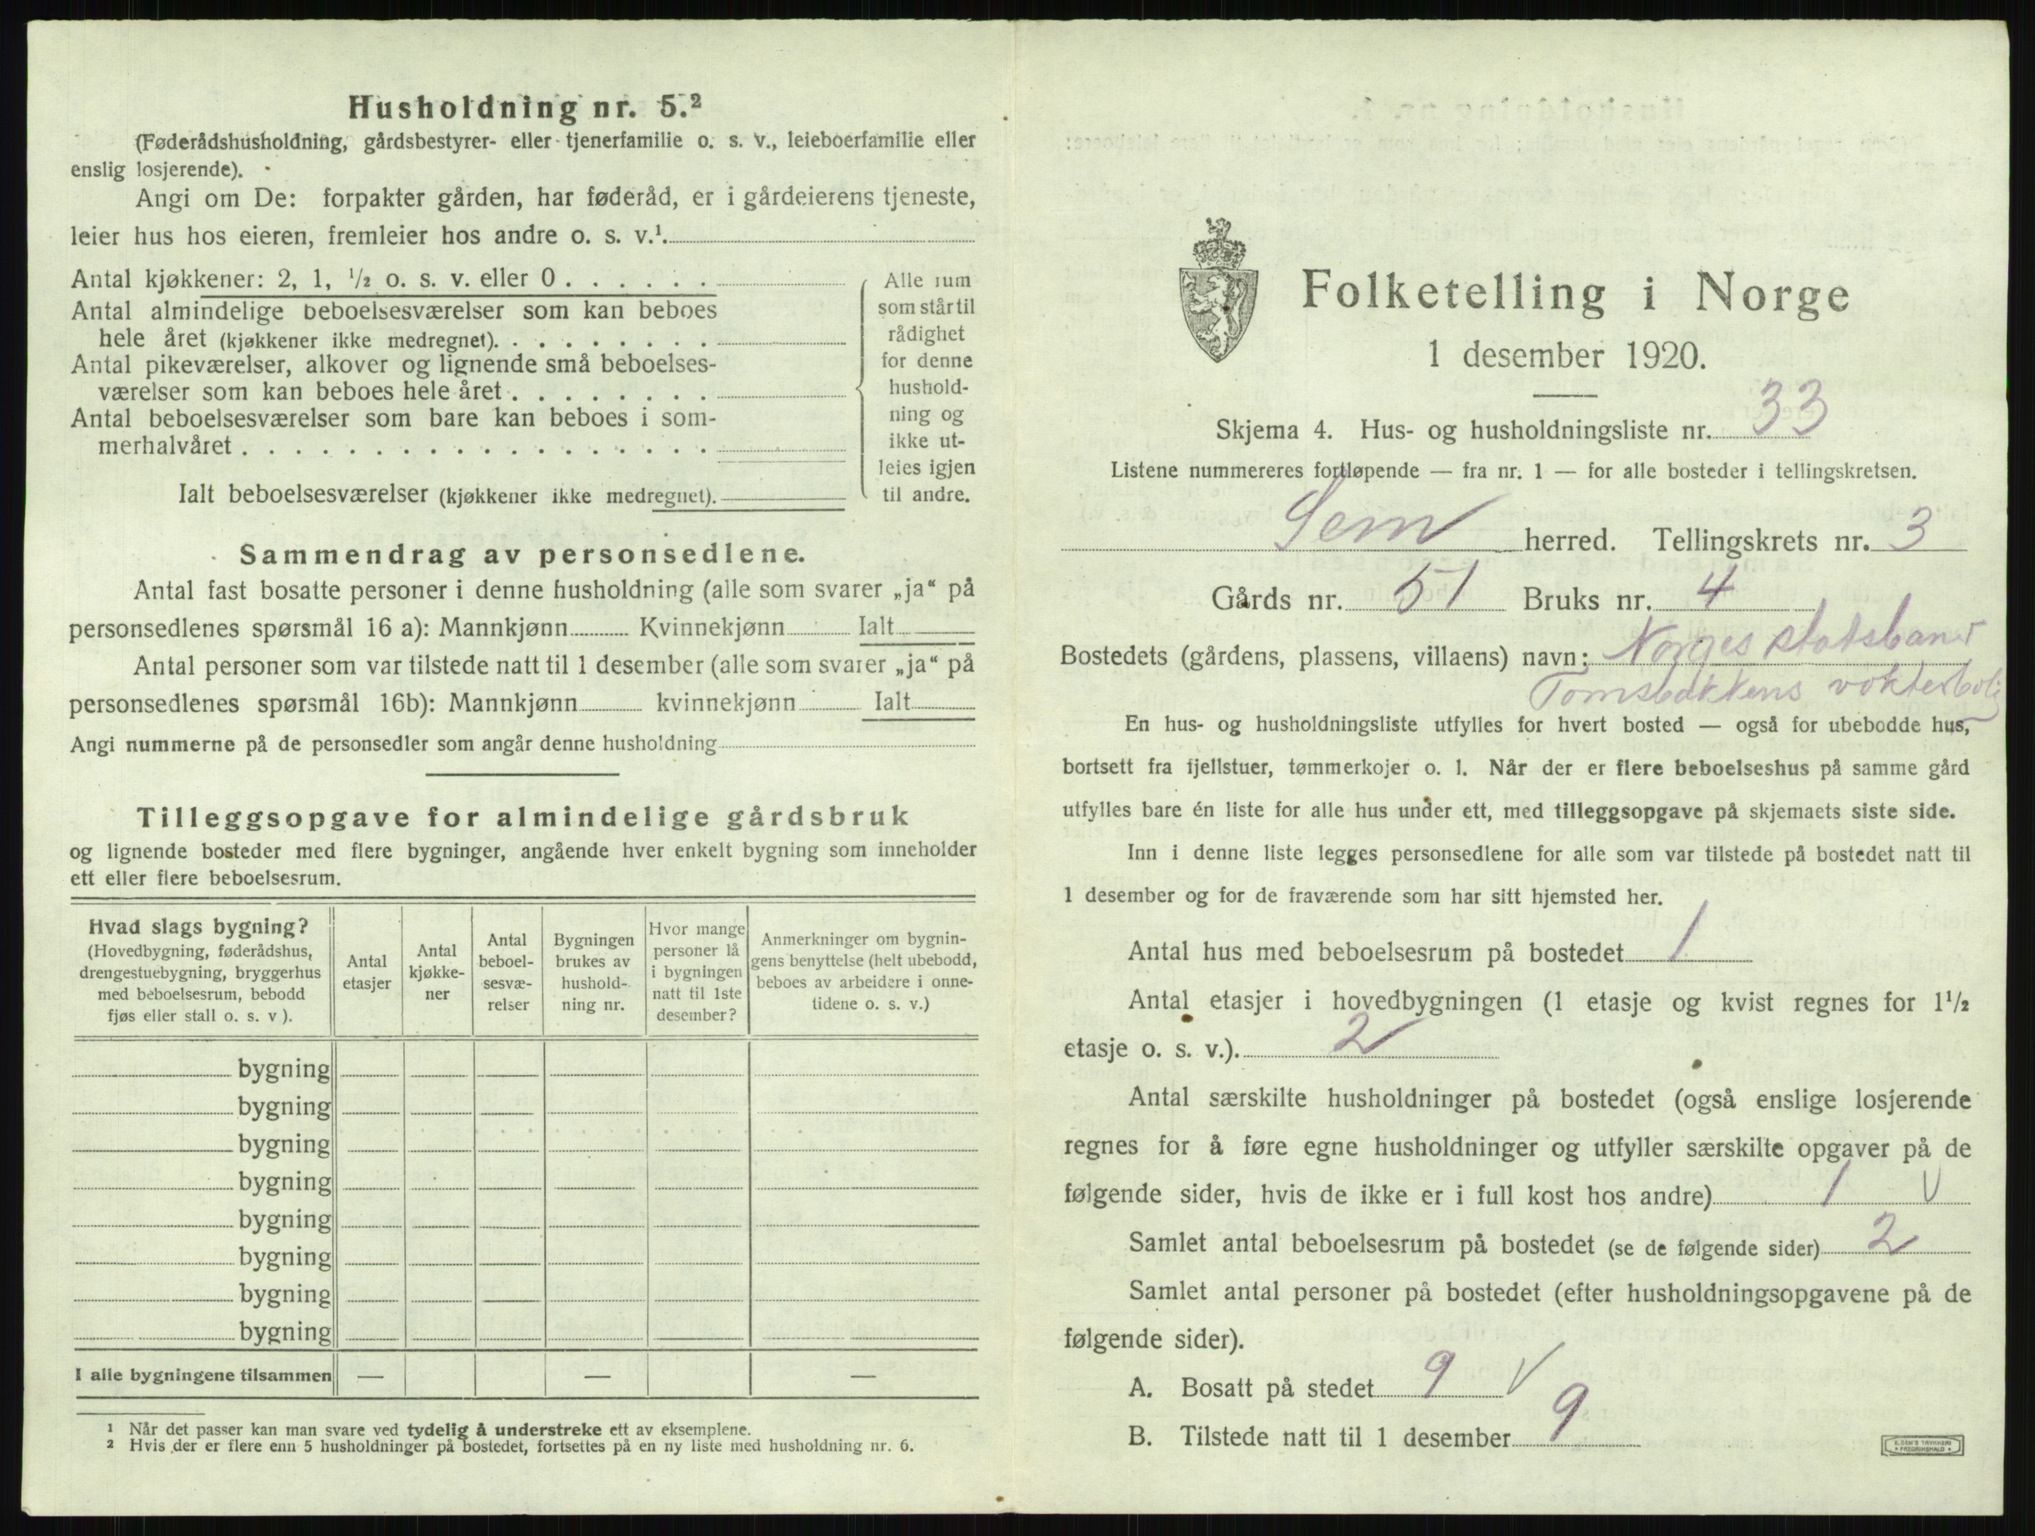 Husholdning nr. 5.²
(Føderådshusholdning, gårdsbestyrer- eller tjenerfamilie o. s. v., leieboerfamilie eller
enslig losjerende).
Angi om De: forpakter gården, har føderåd, er i gårdeierens tjeneste,
leier hus hos eieren, fremleier hos andre o. s. v.¹.
Antal kjøkkener: 2, 1, ½ o. s. v. eller 0 . . . . . .
Antal almindelige beboelsesværelser som kan beboes
hele året (kjøkkener ikke medregnet). . . . . . . . .
Antal pikeværelser, alkover og lignende små beboelses-
værelser som kan beboes hele året . . . . . . . .
Antal beboelsesværelser som bare kan beboes i som-
merhalvåret . . . . . . . . . . . . . . . . . .
Ialt beboelsesværelser (kjøkkener ikke medregnet).
Alle rum
som står til
rådighet
for denne
hushold-
ning og
ikke ut-
leies igjen
til andre.
Sammendrag av personsedlene.
Antal fast bosatte personer i denne husholdning (alle som svarer „ja“ på
personsedlenes spørsmål 16 a): Mannkjønn Kvinnekjønn Ialt
Antal personer som var tilstede natt til 1 desember (alle som svarer „ja“ på
personsedlenes spørsmål 16b): Mannkjønn kvinnekjønn Ialt
Angi nummerne på de personsedler som angår denne husholdning
Tilleggsopgave for almindelige gårdsbruk
og lignende bosteder med flere bygninger, angående hver enkelt bygning som inneholder
ett eller flere beboelsesrum.
Hvad slags bygning?
(Hovedbygning, føderådshus,
drengestuebygning, bryggerhus
med beboelsesrum, bebodd
fjøs eller stall o. s. v ).
Antal
etasjer
Antal
kjøkke-
ner
Antal
beboel-
sesvæ-
relser
Bygningen
brukes av
hushold-
ning nr.
Hvor mange
personer lå
i bygningen
natt til 1ste
desember?
Anmerkninger om bygnin-
gens benyttelse (helt ubebodd,
beboes av arbeidere i onne-
tidene o. s. v.)
bygning
bygning
bygning
bygning
bygning
bygning
bygning
bygning
I alle bygningene tilsammen — — —
¹ Når det passer kan man svare ved tydelig å understreke ett av eksemplene.
² Hvis der er flere enn 5 husholdninger på bostedet, fortsettes på en ny liste med husholdning nr. 6.
Folketelling i Norge
1 desember 1920.
Skjema 4. Hus- og husholdningsliste nr. 33
Listene nummereres fortløpende — fra nr. 1 — for alle bosteder i tellingskretsen.
Sem herred. Tellingskrets nr. 3
Gårds nr. 51 Bruks nr. 4
Bostedets (gårdens, plassens, villaens) navn: Norges statsbaner
Tomsbakkens vokterbolig
En hus- og husholdningsliste utfylles for hvert bosted — også for ubebodde hus,
bortsett fra fjellstuer, tømmerkojer o. l. Når der er flere beboelseshus på samme gård
utfylles bare én liste for alle hus under ett, med tilleggsopgave på skjemaets siste side.
Inn i denne liste legges personsedlene for alle som var tilstede på bostedet natt til
1 desember og for de fraværende som har sitt hjemsted her.
Antal hus med beboelsesrum på bostedet 1
Antal etasjer i hovedbygningen (1 etasje og kvist regnes for 1½
etasje o. s. v.). 2
Antal særskilte husholdninger på bostedet (også enslige losjerende
regnes for å føre egne husholdninger og utfyller særskilte opgaver på de
følgende sider, hvis de ikke er i full kost hos andre) 1 V
Samlet antal beboelsesrum på bostedet (se de følgende sider) 2
Samlet antal personer på bostedet (efter husholdningsopgavene på de
følgende sider).
A. Bosatt på stedet 9 V
B. Tilstede natt til 1 desember 9